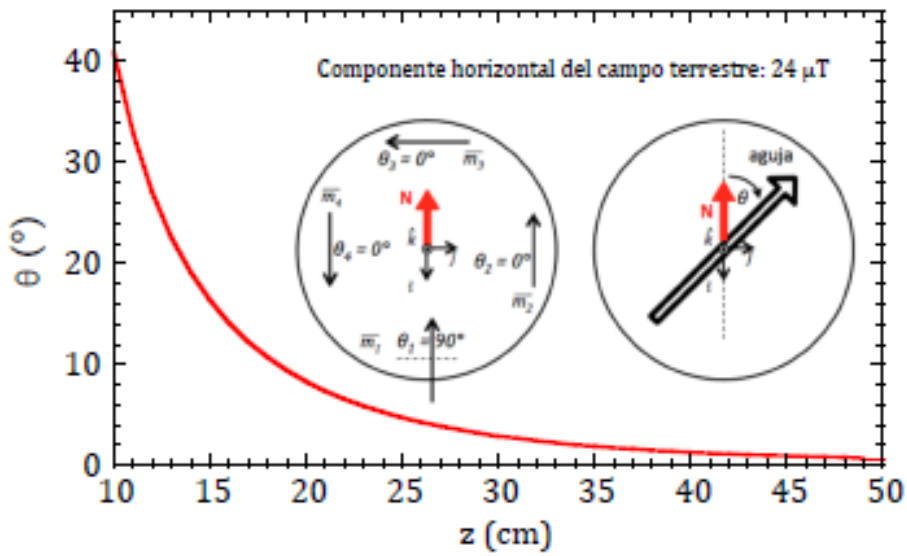 Componente horizontal del campo terrestre: 24 μT
40
30
20
10
0
θ (°)
10 15 20 25 30 35 40 45 50
z (cm)
θ₃ = 0° m₃
m₄
N
k̂
θ₄ = 0°
j
i
θ₂ = 0°
m₂
m₁ θ₁ = 90°
aguja
θ
N
k̂
j
i